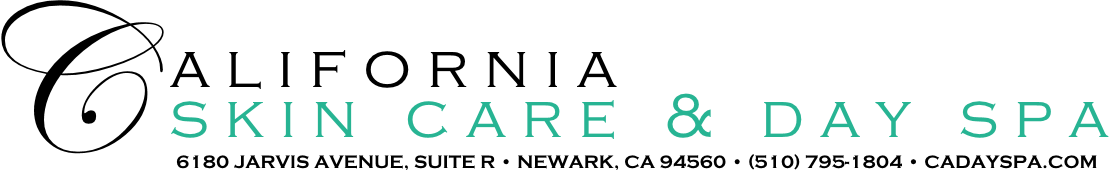 CALIFORNIA
SKIN CARE & DAY SPA
6180 JARVIS AVENUE, SUITE R • NEWARK, CA 94560 • (510) 795-1804 • CADAYSPA.COM